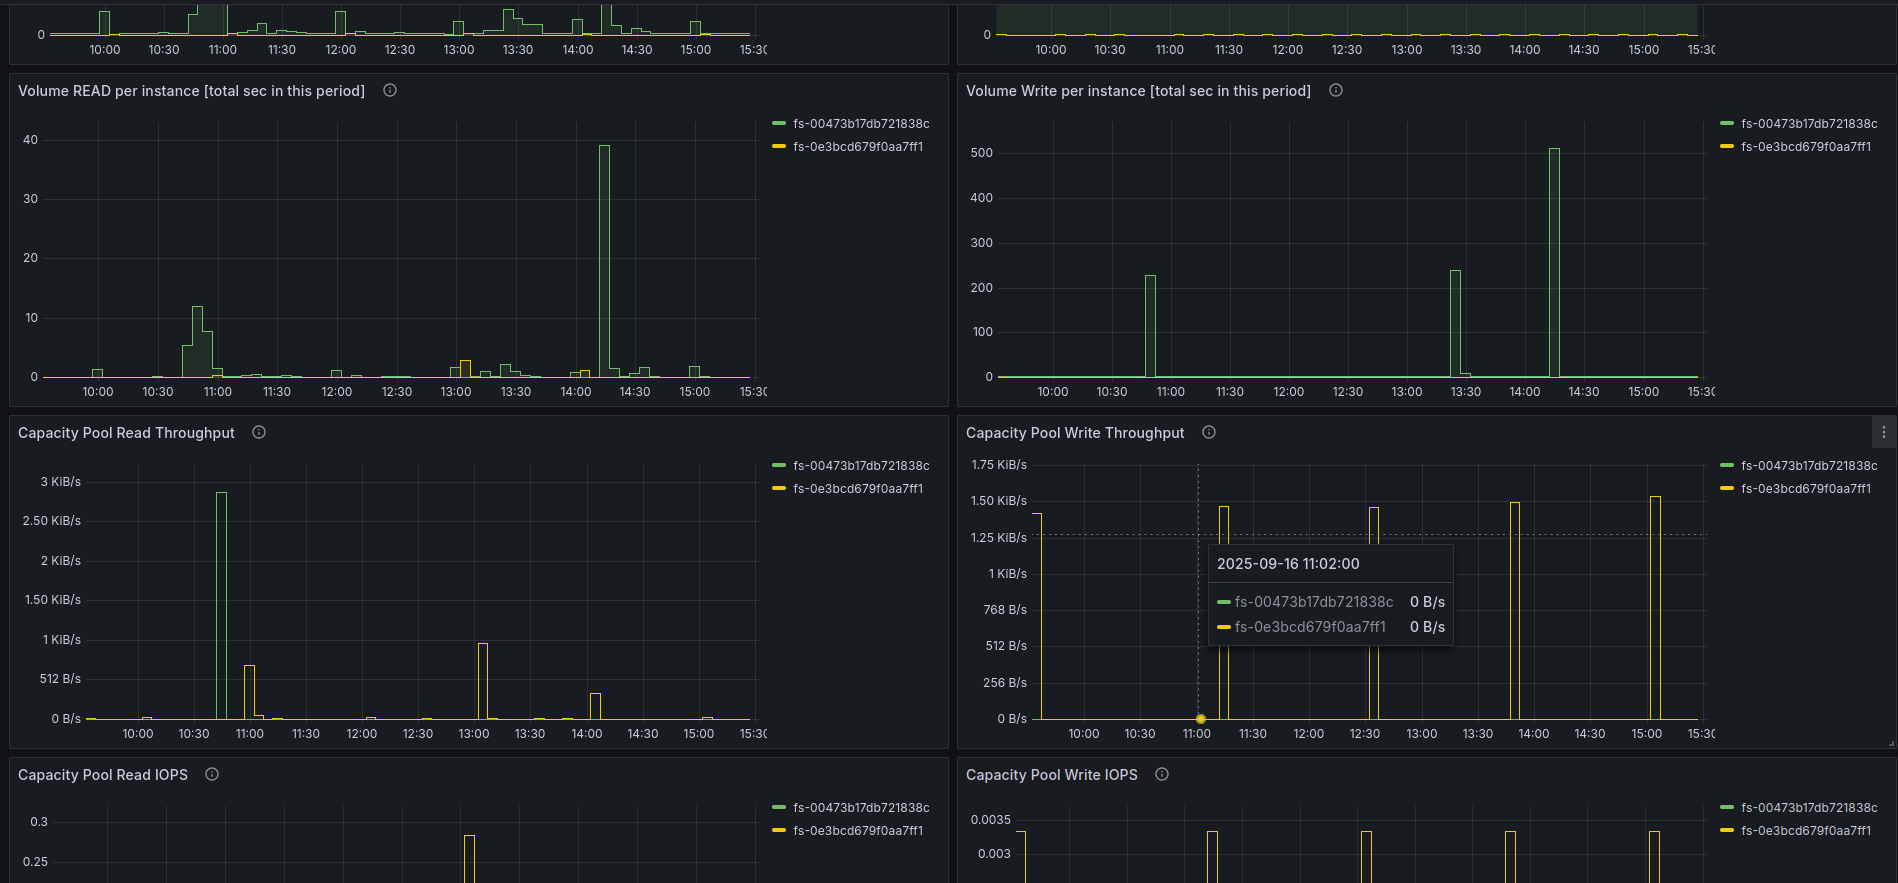 0
10:00 10:30 11:00 11:30 12:00 12:30 13:00 13:30 14:00 14:30 15:00
0
10:00 10:30 11:00 11:30 12:00 12:30 13:00 13:30 14:00 14:30 15:00
Volume READ per instance [total sec in this period]
fs-00473b17db721838c
fs-0e3bcd679f0aa7ff1
40
30
20
10
0
10:00 10:30 11:00 11:30 12:00 12:30 13:00 13:30 14:00 14:30 15:00
Volume Write per instance [total sec in this period]
fs-00473b17db721838c
fs-0e3bcd679f0aa7ff1
500
400
300
200
100
0
10:00 10:30 11:00 11:30 12:00 12:30 13:00 13:30 14:00 14:30 15:00
Capacity Pool Read Throughput
fs-00473b17db721838c
fs-0e3bcd679f0aa7ff1
3 KiB/s
2.50 KiB/s
2 KiB/s
1.50 KiB/s
1 KiB/s
512 B/s
0 B/s
10:00 10:30 11:00 11:30 12:00 12:30 13:00 13:30 14:00 14:30 15:00
Capacity Pool Write Throughput
fs-00473b17db721838c
fs-0e3bcd679f0aa7ff1
1.75 KiB/s
1.50 KiB/s
1.25 KiB/s
1 KiB/s
768 B/s
512 B/s
256 B/s
0 B/s
2025-09-16 11:02:00
fs-00473b17db721838c 0 B/s
fs-0e3bcd679f0aa7ff1 0 B/s
10:00 10:30 11:00 11:30 12:00 12:30 13:00 13:30 14:00 14:30 15:00
Capacity Pool Read IOPS
fs-00473b17db721838c
fs-0e3bcd679f0aa7ff1
0.3
0.25
Capacity Pool Write IOPS
fs-00473b17db721838c
fs-0e3bcd679f0aa7ff1
0.0035
0.003